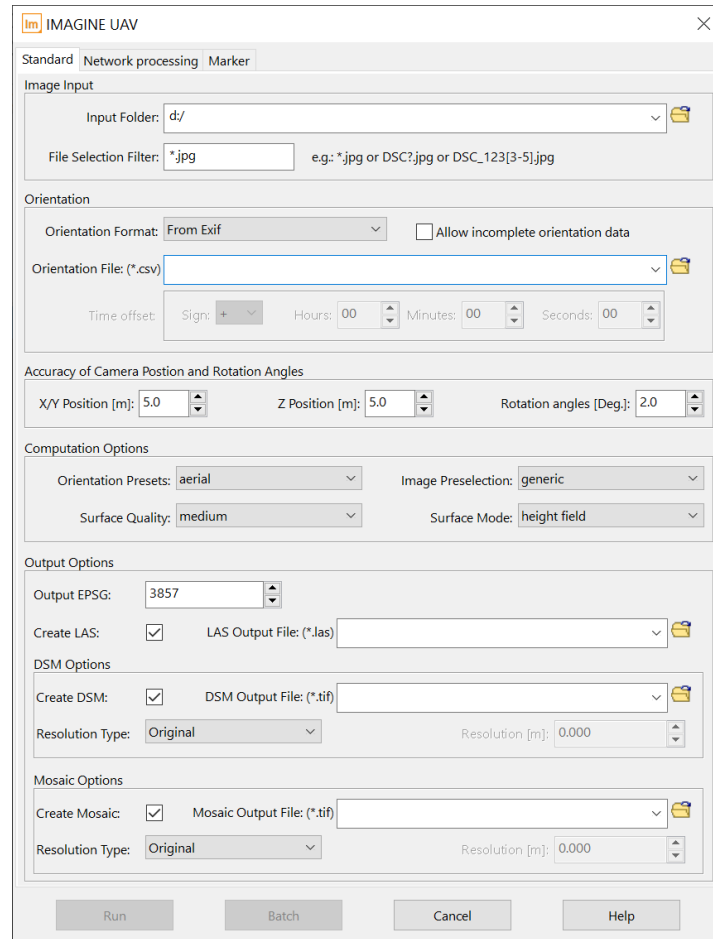 Im IMAGINE UAV
Standard Network processing Marker
Image Input
Input Folder: d:/
File Selection Filter: *.jpg e.g.: *.jpg or DSC?.jpg or DSC_123[3-5].jpg
Orientation
Orientation Format: From Exif Allow incomplete orientation data
Orientation File: (*.csv)
Time offset: Sign: + Hours: 00 Minutes: 00 Seconds: 00
Accuracy of Camera Postion and Rotation Angles
X/Y Position [m]: 5.0 Z Position [m]: 5.0 Rotation angles [Deg.]: 2.0
Computation Options
Orientation Presets: aerial Image Preselection: generic
Surface Quality: medium Surface Mode: height field
Output Options
Output EPSG: 3857
Create LAS: LAS Output File: (*.las)
DSM Options
Create DSM: DSM Output File: (*.tif)
Resolution Type: Original Resolution [m]: 0.000
Mosaic Options
Create Mosaic: Mosaic Output File: (*.tif)
Resolution Type: Original Resolution [m]: 0.000
Run Batch Cancel Help